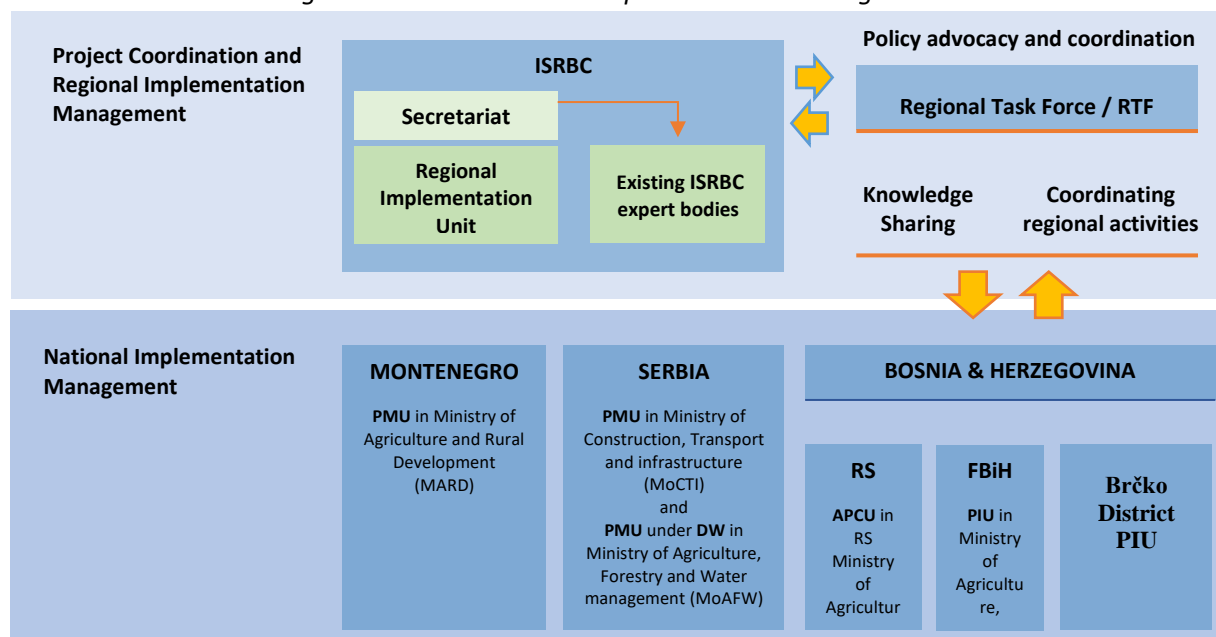 Project Coordination and
Regional Implementation
Management
ISRBC
Secretariat
Regional
Implementation
Unit
Existing ISRBC
expert bodies
Policy advocacy and coordination
Regional Task Force / RTF
Knowledge
Sharing
Coordinating
regional activities
National Implementation
Management
MONTENEGRO
PMU in Ministry of
Agriculture and Rural
Development
(MARD)
SERBIA
PMU in Ministry of
Construction, Transport
and infrastructure
(MoCTI)
and
PMU under DW in
Ministry of Agriculture,
Forestry and Water
management (MoAFW)
BOSNIA & HERZEGOVINA
RS
APCU in
RS
Ministry
of
Agricultur
FBiH
PIU in
Ministry
of
Agricultu
re,
Brčko
District
PIU